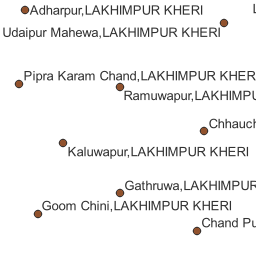 Adharpur,LAKHIMPUR KHERI
Udaipur Mahewa,LAKHIMPUR KHERI
Pipra Karam Chand,LAKHIMPUR KHER
Ramuwapur,LAKHIMPU
Chhauch
Kaluwapur,LAKHIMPUR KHERI
Gathruwa,LAKHIMPUR
Goom Chini,LAKHIMPUR KHERI
Chand Pu